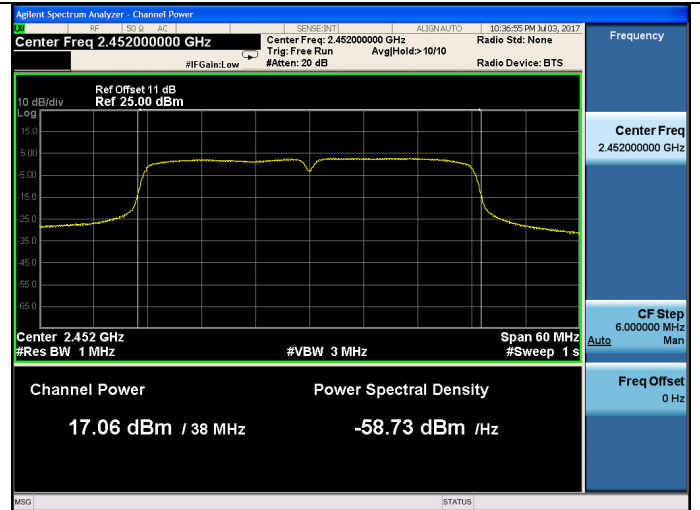 Agilent Spectrum Analyzer - Channel Power
LXI RF 50 Ω AC SENSE:INT ALIGN AUTO 10:36:55 PM Jul 03, 2017
Center Freq 2.452000000 GHz Center Freq: 2.452000000 GHz Radio Std: None
Trig: Free Run Avg|Hold:> 10/10
#IFGain:Low #Atten: 20 dB Radio Device: BTS
Frequency
Ref Offset 11 dB
10 dB/div Ref 25.00 dBm
Log
15.0
5.00
-5.00
-15.0
-25.0
-35.0
-45.0
-55.0
-65.0
Center 2.452 GHz Span 60 MHz
#Res BW 1 MHz #VBW 3 MHz #Sweep 1 s
Channel Power Power Spectral Density
17.06 dBm / 38 MHz -58.73 dBm /Hz
Center Freq
2.452000000 GHz
CF Step
6.000000 MHz
Auto Man
Freq Offset
0 Hz
MSG STATUS